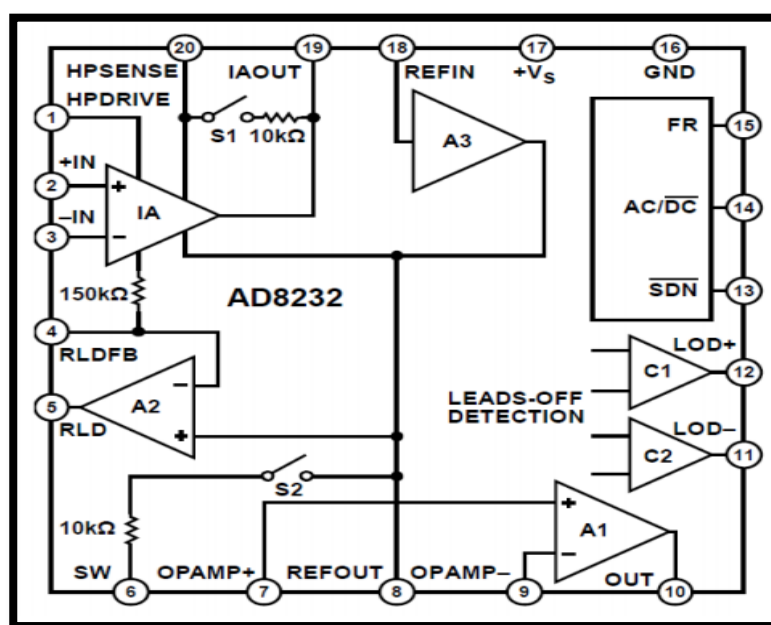 20 19 18 17 16
HPSENSE IAOUT REFIN +VS GND
HPDRIVE
1
S1 10kΩ
A3
FR 15
+IN
2
+
IA
–IN
3
–
AC/DC 14
150kΩ
AD8232
SDN 13
4
RLDFB
LOD+
C1
12
–
A2
5
RLD
+
LEADS-OFF
DETECTION
LOD–
C2
11
S2
10kΩ
+
A1
–
SW OPAMP+ REFOUT OPAMP– OUT
6 7 8 9 10